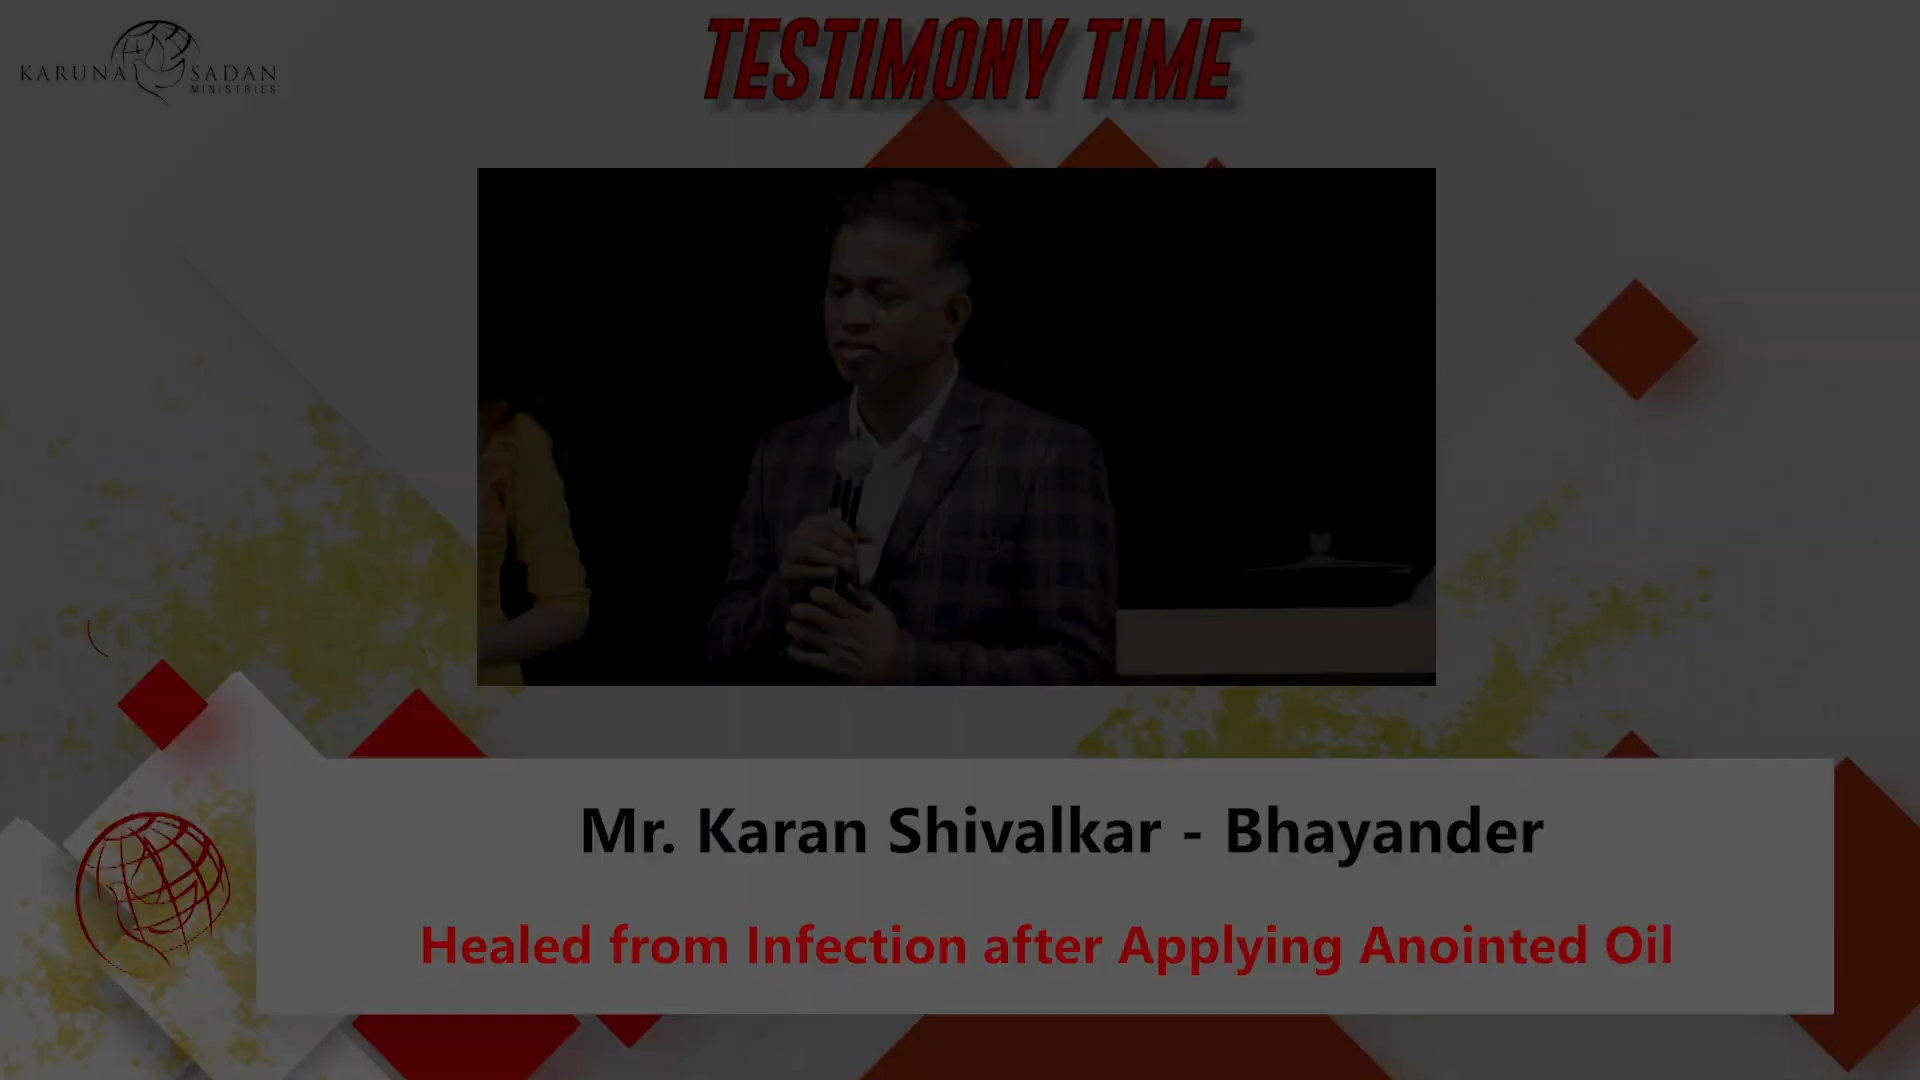 KARUNA SADAN
MINISTRIES
TESTIMONY TIME
Mr. Karan Shivalkar - Bhayander
Healed from Infection after Applying Anointed Oil